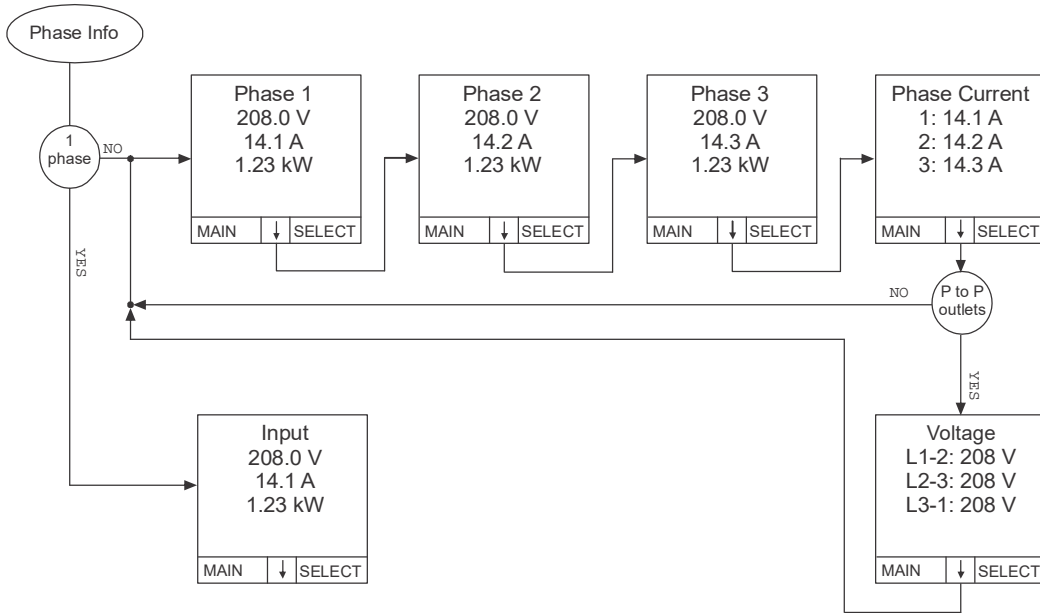 Phase Info
1
phase
NO
YES
Phase 1
208.0 V
14.1 A
1.23 kW
MAIN ↓ SELECT
Phase 2
208.0 V
14.2 A
1.23 kW
MAIN ↓ SELECT
Phase 3
208.0 V
14.3 A
1.23 kW
MAIN ↓ SELECT
Phase Current
1: 14.1 A
2: 14.2 A
3: 14.3 A
MAIN ↓ SELECT
P to P
outlets
NO
YES
Input
208.0 V
14.1 A
1.23 kW
MAIN ↓ SELECT
Voltage
L1-2: 208 V
L2-3: 208 V
L3-1: 208 V
MAIN ↓ SELECT